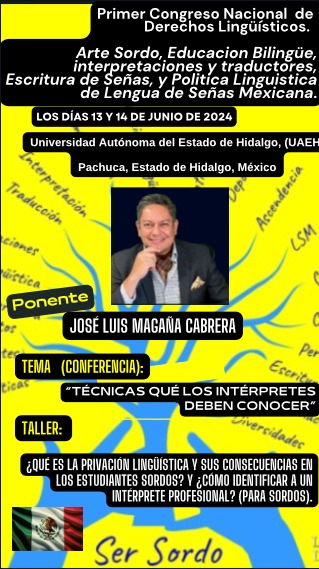 Primer Congreso Nacional de
Derechos Lingüísticos.
Arte Sordo, Educacion Bilingüe,
interpretaciones y traductores,
Escritura de Señas, y Politica Linguistica
de Lengua de Señas Mexicana.
LOS DÍAS 13 Y 14 DE JUNIO DE 2024
Universidad Autónoma del Estado de Hidalgo, (UAEH
Pachuca, Estado de Hidalgo, México
Interpretación
Traducción
Ascendencia
LSM
Ponente
JOSÉ LUIS MAGAÑA CABRERA
TEMA (CONFERENCIA):
“TÉCNICAS QUÉ LOS INTÉRPRETES
DEBEN CONOCER”
TALLER:
Diversidades
¿QUÉ ES LA PRIVACIÓN LINGÜÍSTICA Y SUS CONSECUENCIAS EN
LOS ESTUDIANTES SORDOS? Y ¿CÓMO IDENTIFICAR A UN
INTÉRPRETE PROFESIONAL? (PARA SORDOS).
Ser Sordo